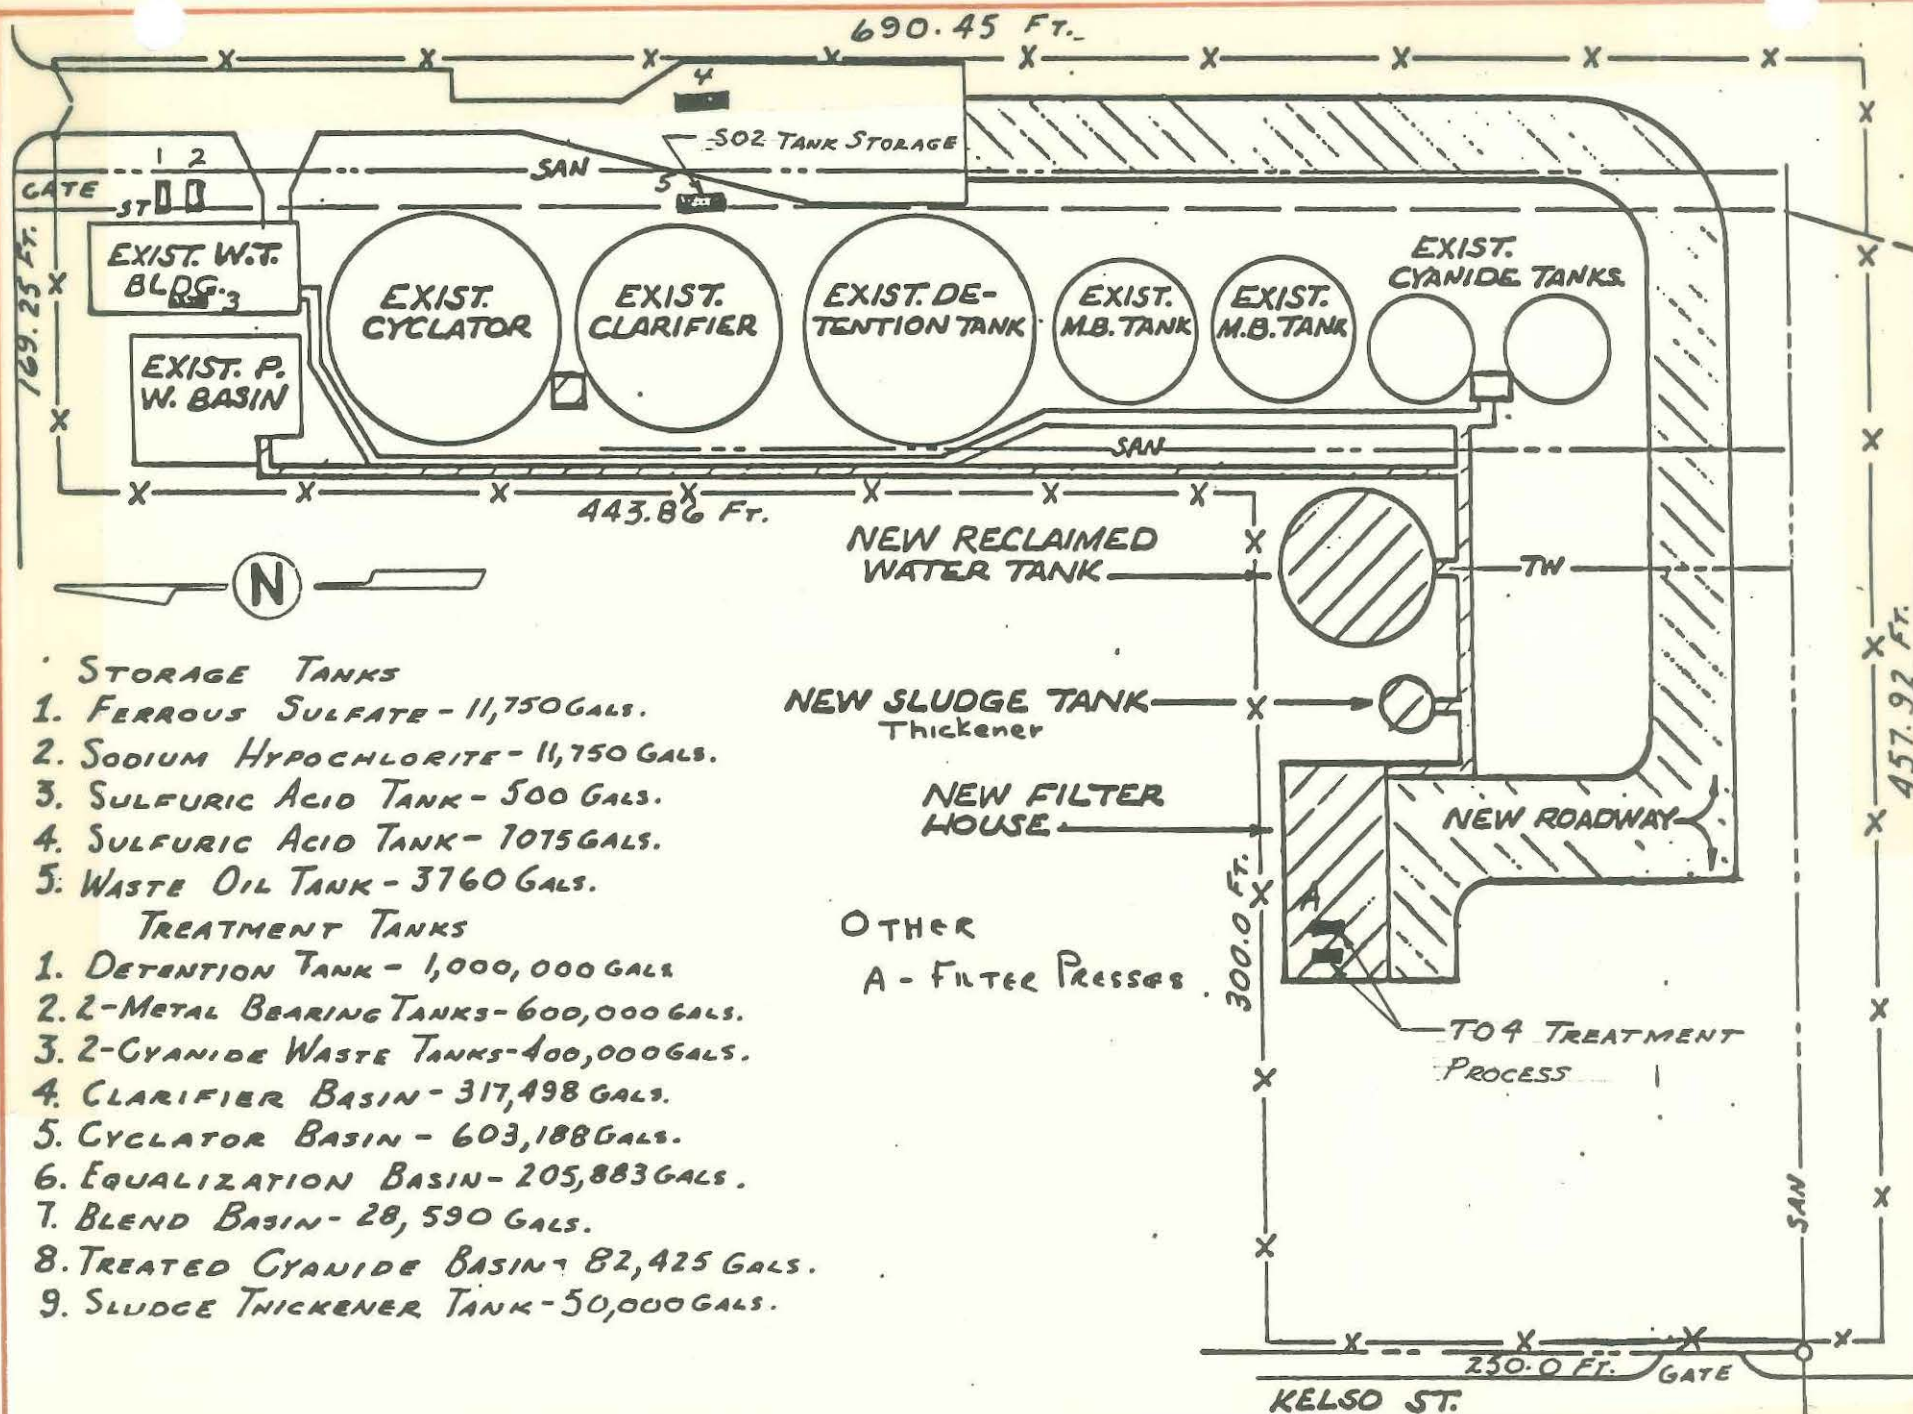 690.45 FT.
4
SO2 TANK STORAGE
SAN
1 2
GATE
5
ST
169.25 FT.
EXIST. W.T.
BLDG.
3
EXIST. P.
W. BASIN
EXIST.
CYCLATOR
EXIST.
CLARIFIER
EXIST. DE-
TENTION TANK
EXIST.
M.B. TANK
EXIST.
M.B. TANK
EXIST.
CYANIDE TANKS
SAN
443.86 FT.
N
NEW RECLAIMED
WATER TANK
TW
457.92 FT.
NEW SLUDGE TANK
Thickener
NEW FILTER
HOUSE
NEW ROADWAY
300.0 FT.
A
OTHER
A - FILTER PRESSES
T04 TREATMENT
PROCESS
SAN
STORAGE TANKS
1. FERROUS SULFATE - 11,750 GALS.
2. SODIUM HYPOCHLORITE - 11,750 GALS.
3. SULFURIC ACID TANK - 500 GALS.
4. SULFURIC ACID TANK - 7075 GALS.
5. WASTE OIL TANK - 3760 GALS.
TREATMENT TANKS
1. DETENTION TANK - 1,000,000 GALS
2. 2-METAL BEARING TANKS - 600,000 GALS.
3. 2-CYANIDE WASTE TANKS - 400,000 GALS.
4. CLARIFIER BASIN - 317,498 GALS.
5. CYCLATOR BASIN - 603,188 GALS.
6. EQUALIZATION BASIN - 205,883 GALS.
7. BLEND BASIN - 28,590 GALS.
8. TREATED CYANIDE BASIN - 82,425 GALS.
9. SLUDGE THICKENER TANK - 50,000 GALS.
250.0 FT.
GATE
KELSO ST.